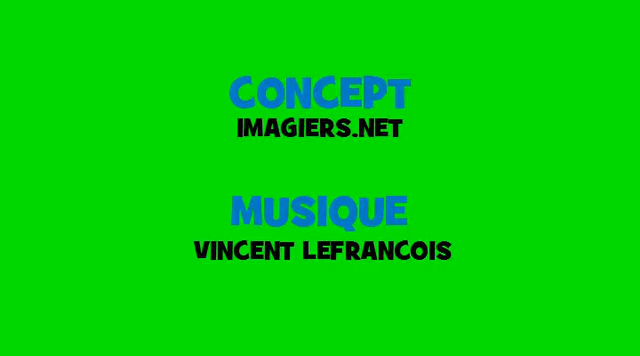 CONCEPT
IMAGIERS.NET
MUSIQUE
VINCENT LEFRANCOIS